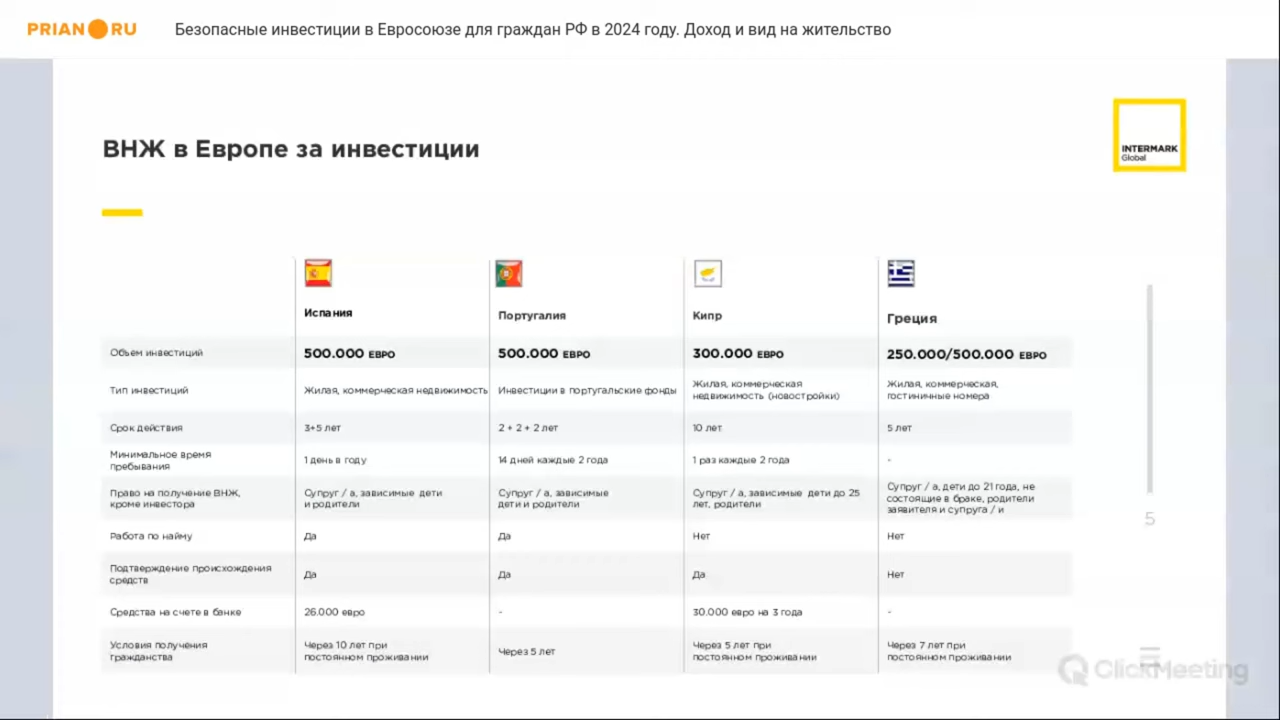 PRIAN RU
Безопасные инвестиции в Евросоюзе для граждан РФ в 2024 году. Доход и вид на жительство
INTERMARK
Global
ВНЖ в Европе за инвестиции
Испания
Португалия
Кипр
Греция
Объем инвестиций
500.000 ЕВРО
500.000 ЕВРО
300.000 ЕВРО
250.000/500.000 ЕВРО
Тип инвестиций
Жилая, коммерческая недвижимость
Инвестиции в португальские фонды
Жилая, коммерческая
недвижимость (новостройки)
Жилая, коммерческая,
гостиничные номера
Срок действия
3+5 лет
2 + 2 + 2 лет
10 лет
5 лет
Минимальное время
пребывания
1 день в году
14 дней каждые 2 года
1 раз каждые 2 года
-
Право на получение ВНЖ,
кроме инвестора
Супруг / а, зависимые дети
и родители
Супруг / а, зависимые
дети и родители
Супруг / а, зависимые дети до 25
лет, родители
Супруг / а, дети до 21 года, не
состоящие в браке, родители
заявителя и супруга / и
Работа по найму
Да
Да
Нет
Нет
Подтверждение происхождения
средств
Да
Да
Да
Нет
Средства на счете в банке
26.000 евро
-
30.000 евро на 3 года
-
Условия получения
гражданства
Через 10 лет при
постоянном проживании
Через 5 лет
Через 5 лет при
постоянном проживании
Через 7 лет при
постоянном проживании
5
ClickMeeting